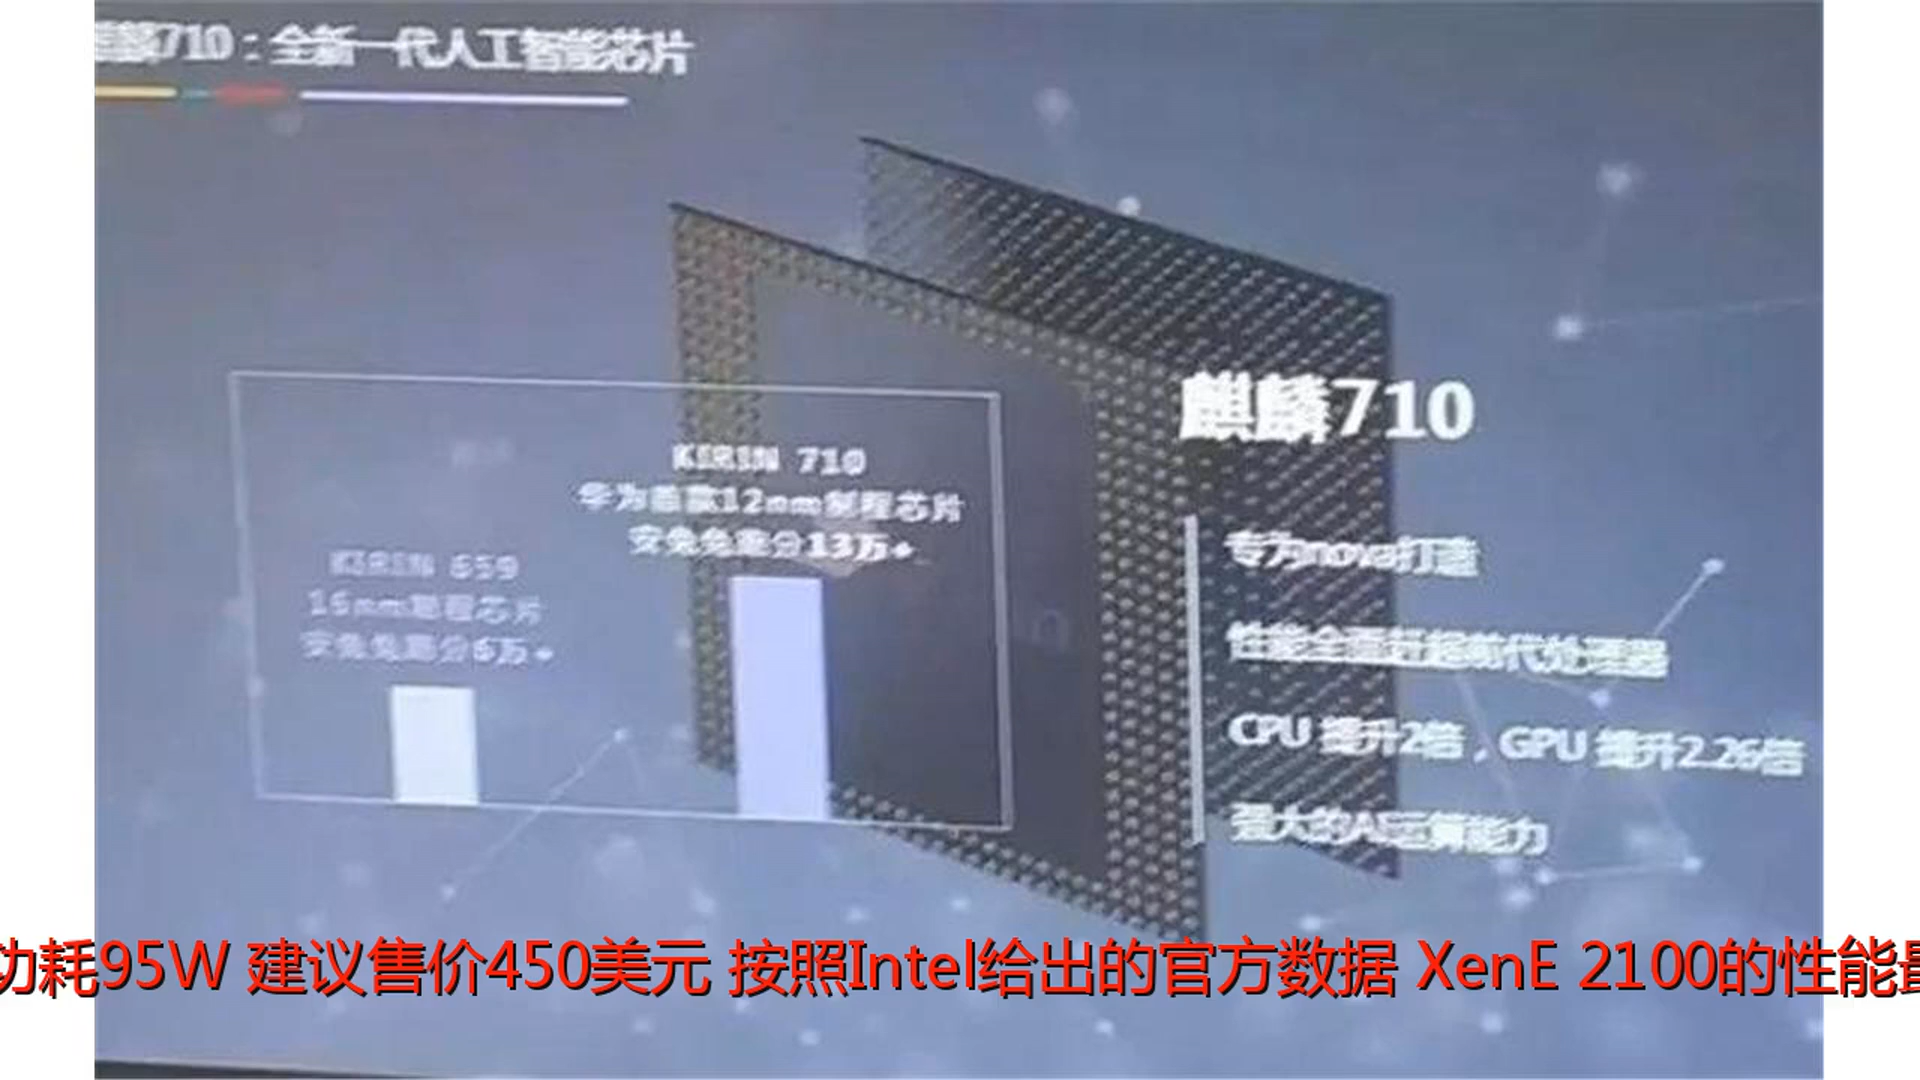 麒麟710：全新一代人工智能芯片
KIRIN 710
华为首款12nm制程芯片
安兔兔跑分13万+
KIRIN 659
16nm制程芯片
安兔兔跑分6万+
麒麟710
专为nova打造
性能全面赶超前代处理器
CPU 提升2倍，GPU 提升2.26倍
强大的AI运算能力
功耗95W 建议售价450美元 按照Intel给出的官方数据 XenE 2100的性能最